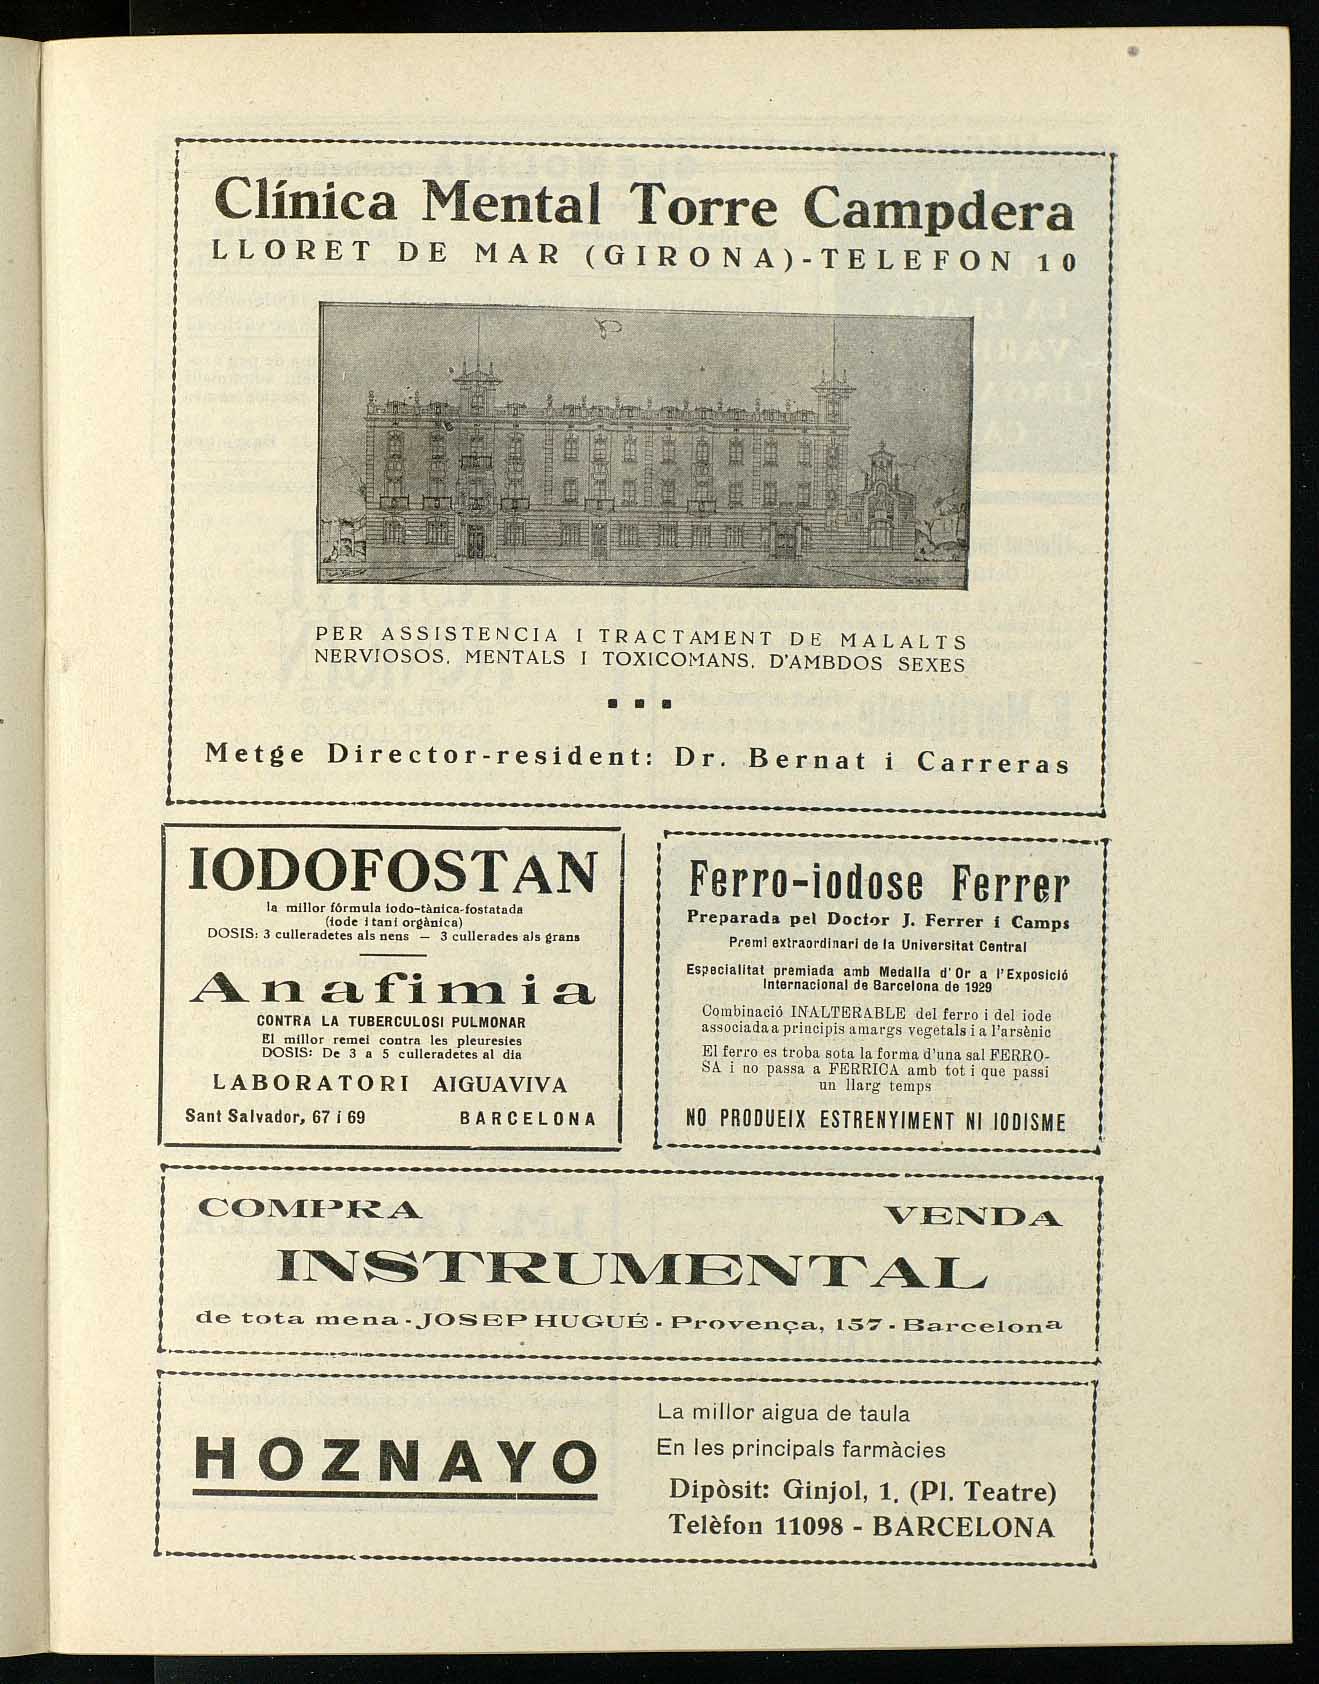 Clínica Mental Torre Campdera
LLORET DE MAR (GIRONA)-TELEFON 10
PER ASSISTENCIA I TRACTAMENT DE MALALTS
NERVIOSOS, MENTALS I TOXICOMANS, D'AMBDOS SEXES
Metge Director-resident: Dr. Bernat i Carreras
IODOFOSTAN
la millor fórmula iodo-tànica-fostatada
(iode i taní orgànica)
DOSIS: 3 culleradetes als nens — 3 cullerades als grans
Anafimia
CONTRA LA TUBERCULOSI PULMONAR
El millor remei contra les pleuresies
DOSIS: De 3 a 5 culleradetes al dia
LABORATORI AIGUAVIVA
Sant Salvador, 67 i 69 BARCELONA
Ferro-iodose Ferrer
Preparada pel Doctor J. Ferrer i Camps
Premi extraordinari de la Universitat Central
Especialitat premiada amb Medalla d'Or a l'Exposició
Internacional de Barcelona de 1929
Combinació INALTERABLE del ferro i del iode
associada a principis amargs vegetals i a l'arsènic
El ferro es troba sota la forma d'una sal FERRO-
SA i no passa a FERRICA amb tot i que passi
un llarg temps
NO PRODUEIX ESTRENYIMENT NI IODISME
COMPRA VENDA
INSTRUMENTAL
de tota mena - JOSEP HUGUÉ - Provença, 157 - Barcelona
HOZNAYO
La millor aigua de taula
En les principals farmàcies
Dipòsit: Ginjol, 1. (Pl. Teatre)
Telèfon 11098 - BARCELONA